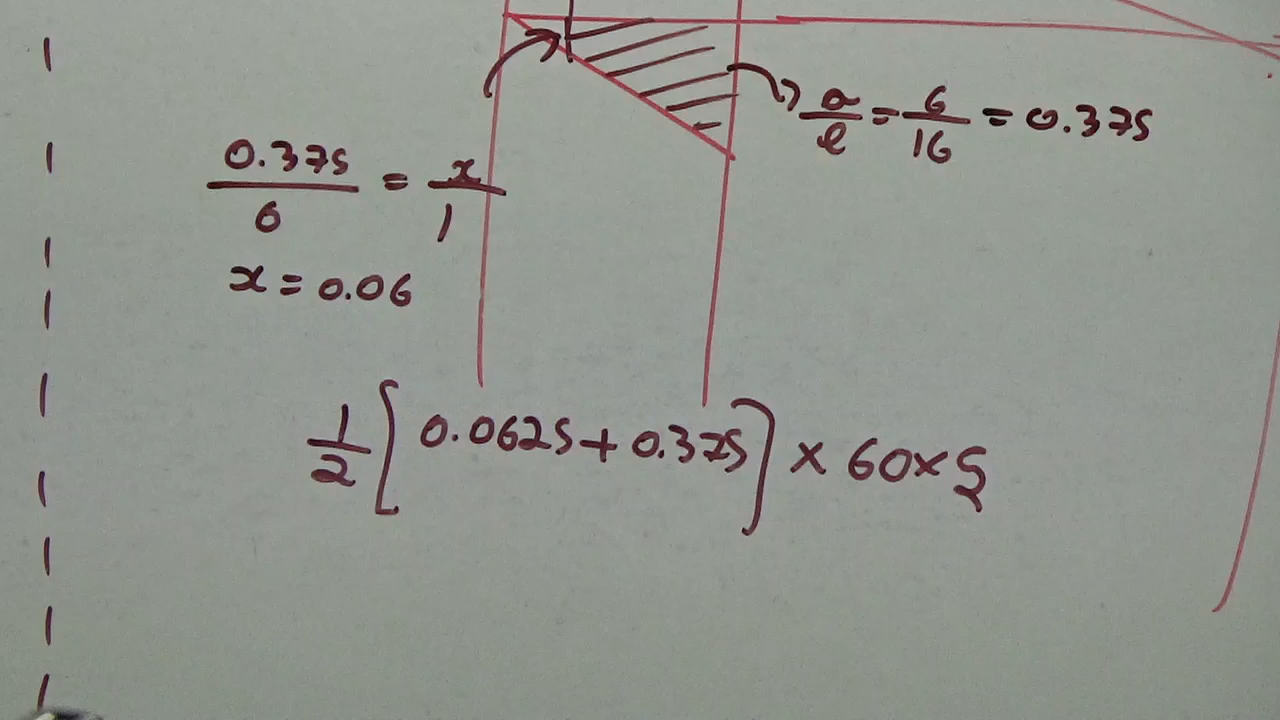 a/l = 6/16 = 0.375
0.375/6 = x/1
x = 0.06
1/2 [0.0625 + 0.375] × 60 × 5